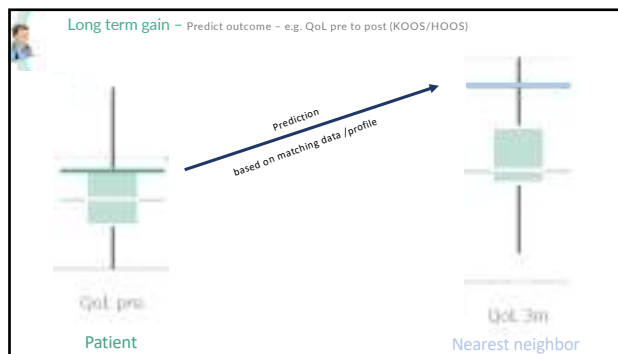 Long term gain – Predict outcome – e.g. QoL pre to post (KOOS/HOOS)
Prediction
based on matching data /profile
QoL pre
QoL 3m
Patient
Nearest neighbor